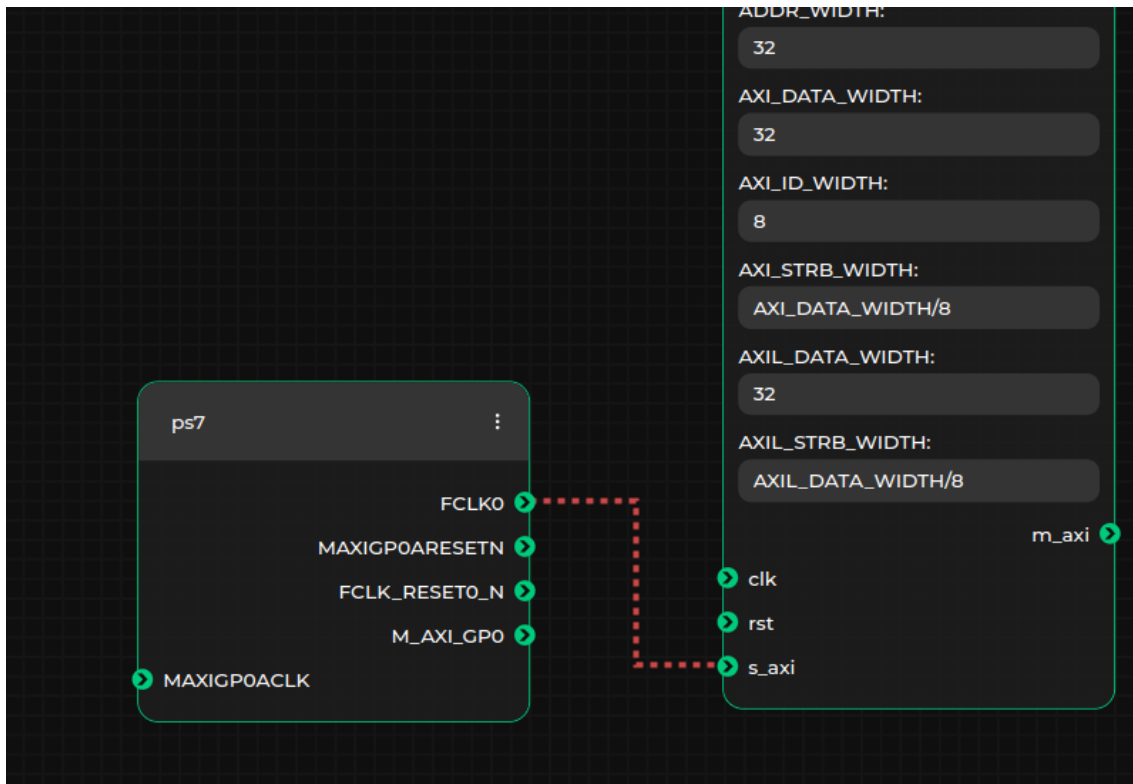 ADDR_WIDTH:
32
AXI_DATA_WIDTH:
32
AXI_ID_WIDTH:
8
AXI_STRB_WIDTH:
AXI_DATA_WIDTH/8
AXIL_DATA_WIDTH:
32
AXIL_STRB_WIDTH:
AXIL_DATA_WIDTH/8
m_axi
clk
rst
s_axi
ps7
FCLK0
MAXIGP0ARESETN
FCLK_RESET0_N
M_AXI_GP0
MAXIGP0ACLK